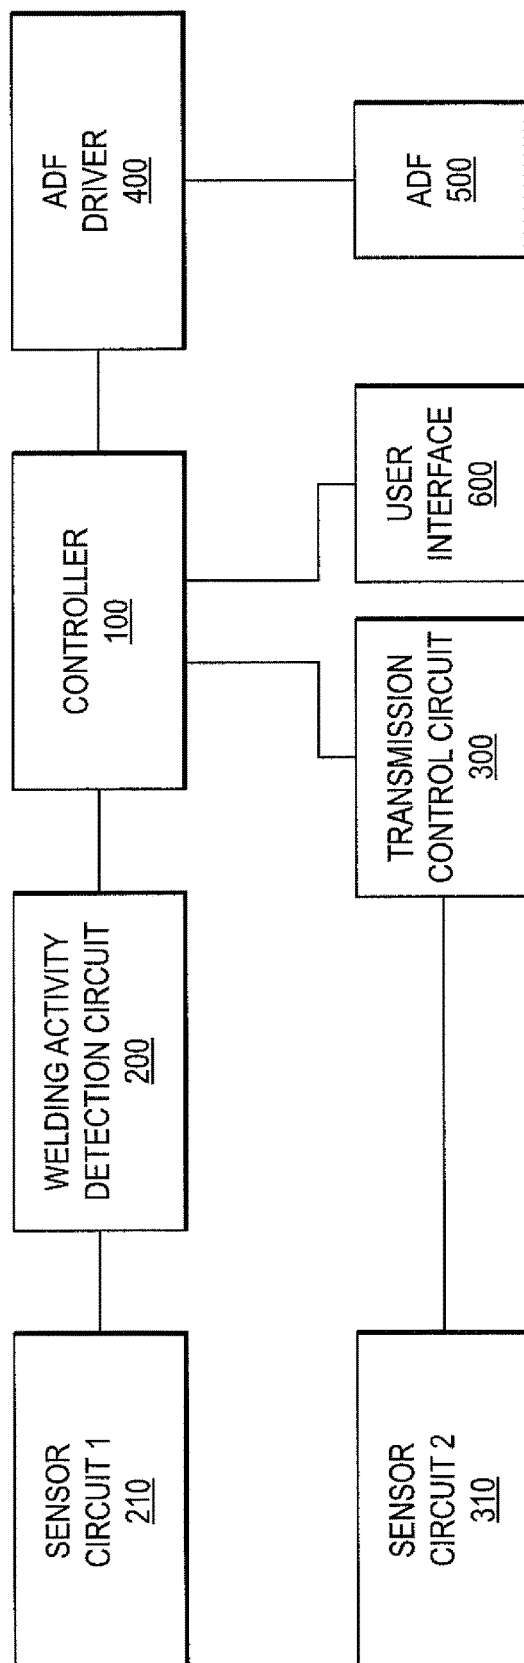 SENSOR
CIRCUIT 1
210
WELDING ACTIVITY
DETECTION CIRCUIT
200
CONTROLLER
100
ADF
DRIVER
400
SENSOR
CIRCUIT 2
310
TRANSMISSION
CONTROL CIRCUIT
300
USER
INTERFACE
600
ADF
500